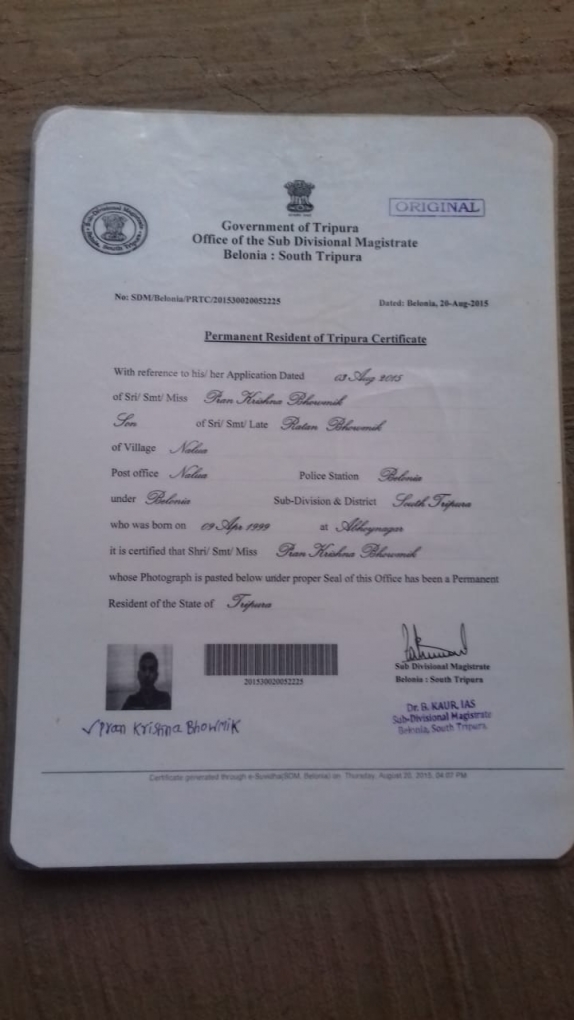 ORIGINAL
Sub-Divisional Magistrate
Belonia, South Tripura
Government of Tripura
Office of the Sub Divisional Magistrate
Belonia : South Tripura
No: SDM/Belonia/PRTC/201530020052225 Dated: Belonia, 20-Aug-2015
Permanent Resident of Tripura Certificate
With reference to his/ her Application Dated 03 Aug 2015
of Sri/ Smt/ Miss Pran Krishna Bhowmik
Son of Sri/ Smt/ Late Ratan Bhowmik
of Village Nalua
Post office Nalua Police Station Belonia
under Belonia Sub-Division & District South Tripura
who was born on 09 Apr 1999 at Abhoynagar
it is certified that Shri/ Smt/ Miss Pran Krishna Bhowmik
whose Photograph is pasted below under proper Seal of this Office has been a Permanent
Resident of the State of Tripura
201530020052225
Sub Divisional Magistrate
Belonia : South Tripura
Pran Krishna BHOWMIK
Dr. B. KAUR, IAS
Sub-Divisional Magistrate
Belonia, South Tripura
Certificate generated through e-Suvidha(SDM, Belonia) on Thursday, August 20, 2015, 04:07 PM